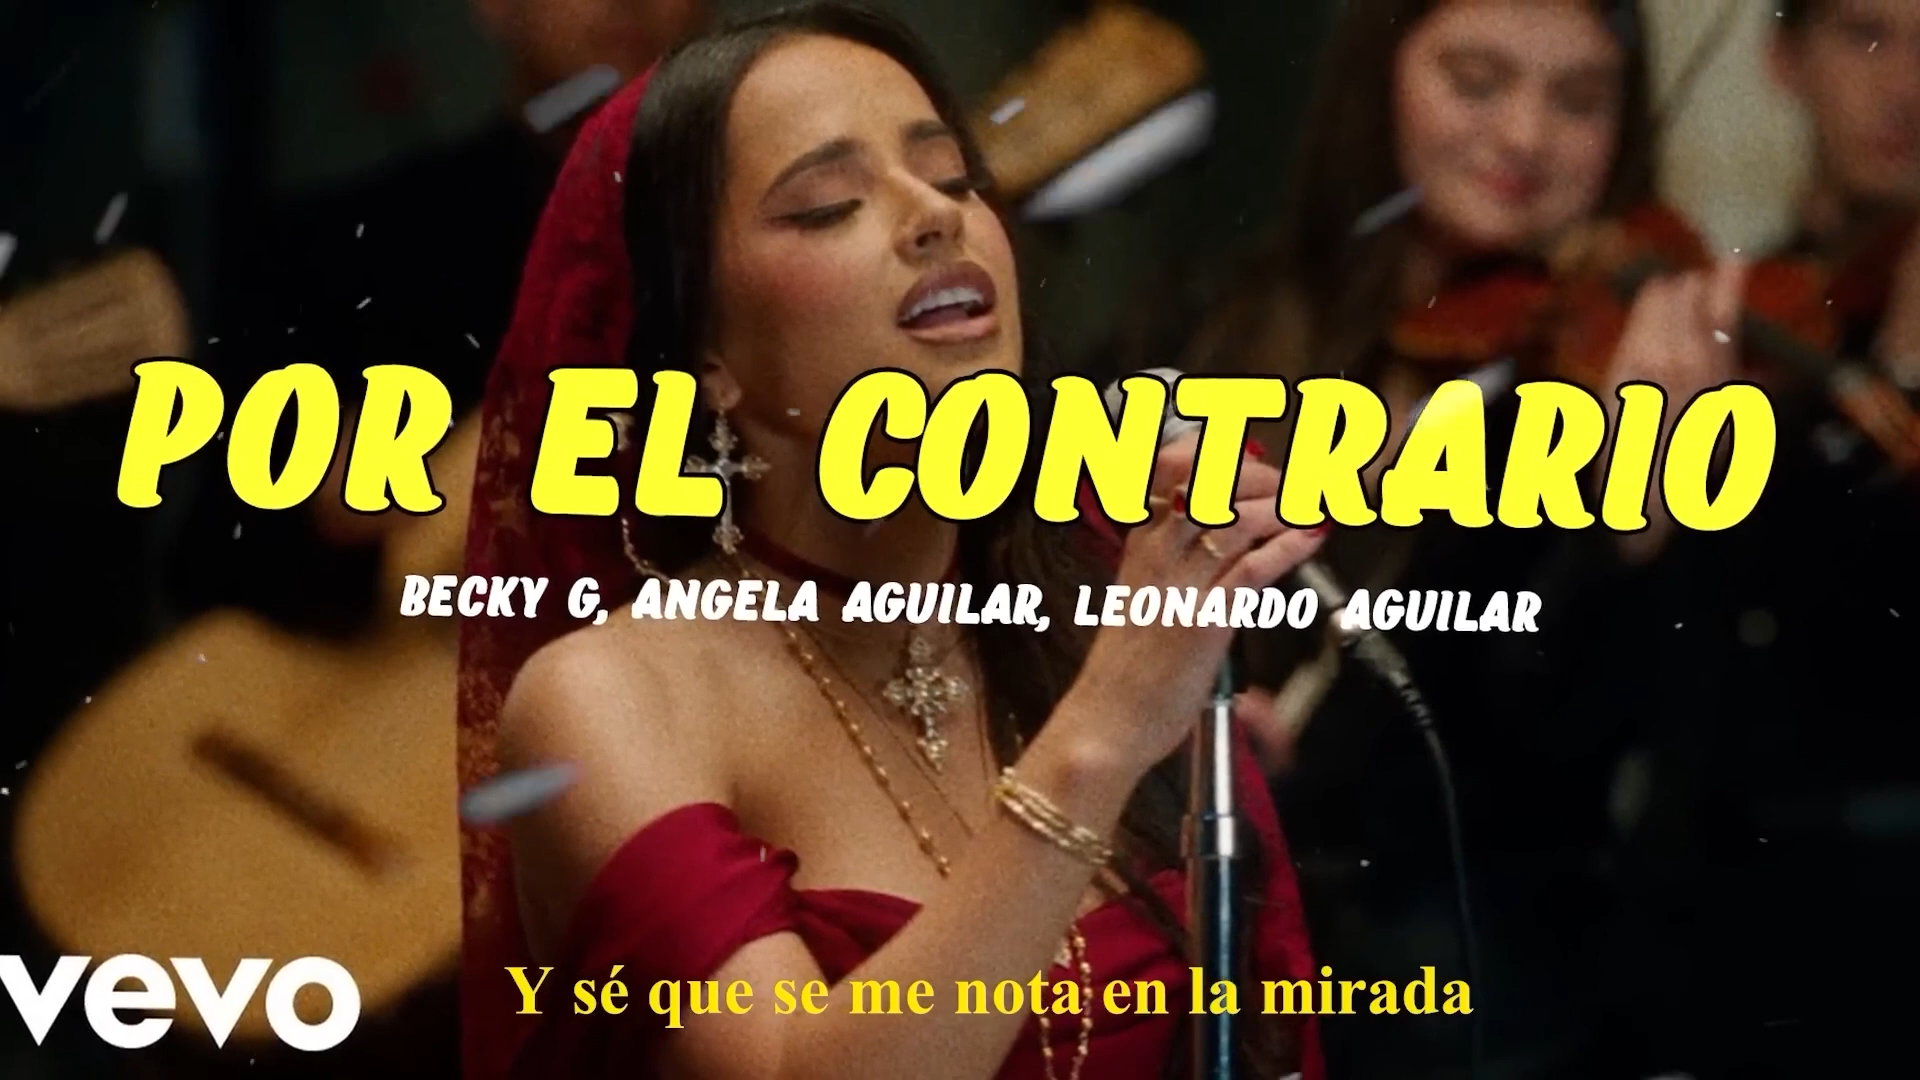 POR EL CONTRARIO
BECKY G, ANGELA AGUILAR, LEONARDO AGUILAR
vevo
Y sé que se me nota en la mirada